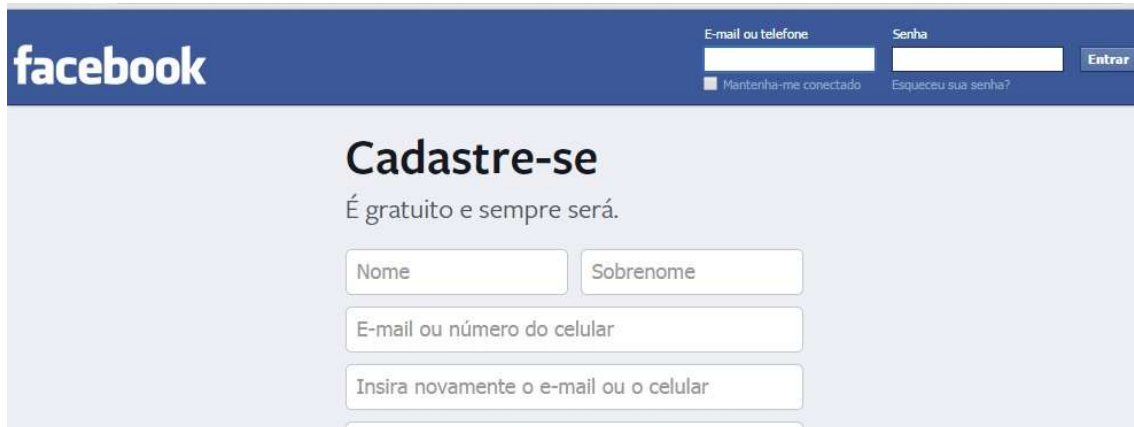 facebook
E-mail ou telefone
Senha
Entrar
Mantenha-me conectado
Esqueceu sua senha?
Cadastre-se
É gratuito e sempre será.
Nome
Sobrenome
E-mail ou número do celular
Insira novamente o e-mail ou o celular